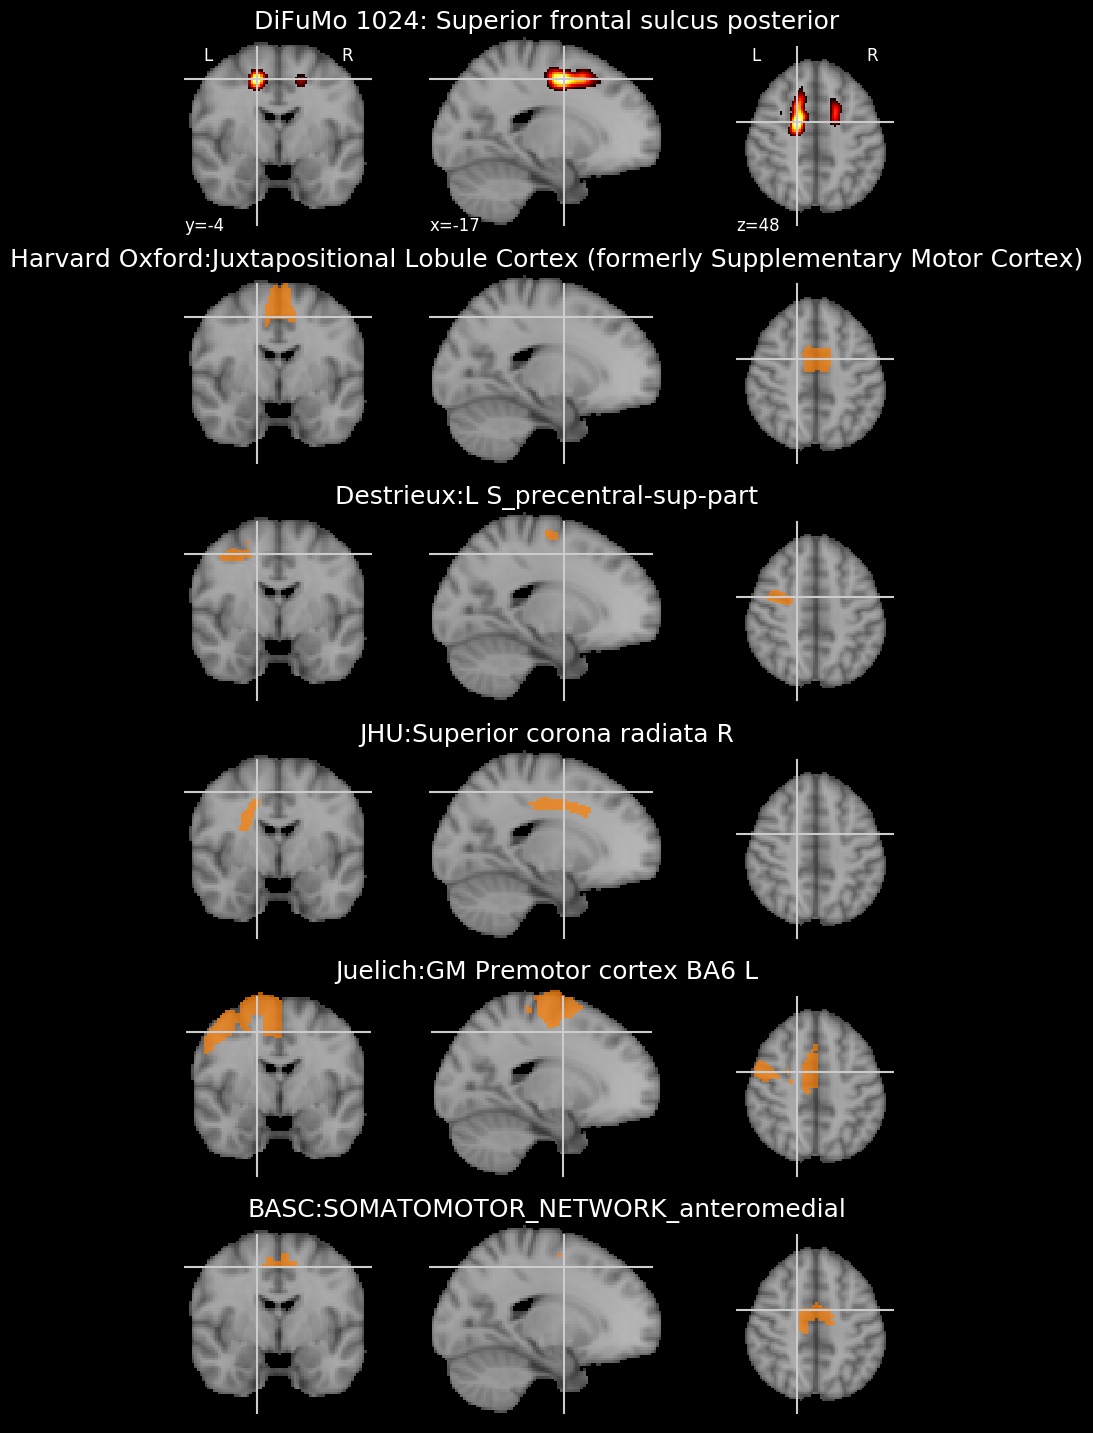 DiFuMo 1024: Superior frontal sulcus posterior
L R L R
y=-4 x=-17 z=48
Harvard Oxford:Juxtapositional Lobule Cortex (formerly Supplementary Motor Cortex)
Destrieux:L S_precentral-sup-part
JHU:Superior corona radiata R
Juelich:GM Premotor cortex BA6 L
BASC:SOMATOMOTOR_NETWORK_anteromedial